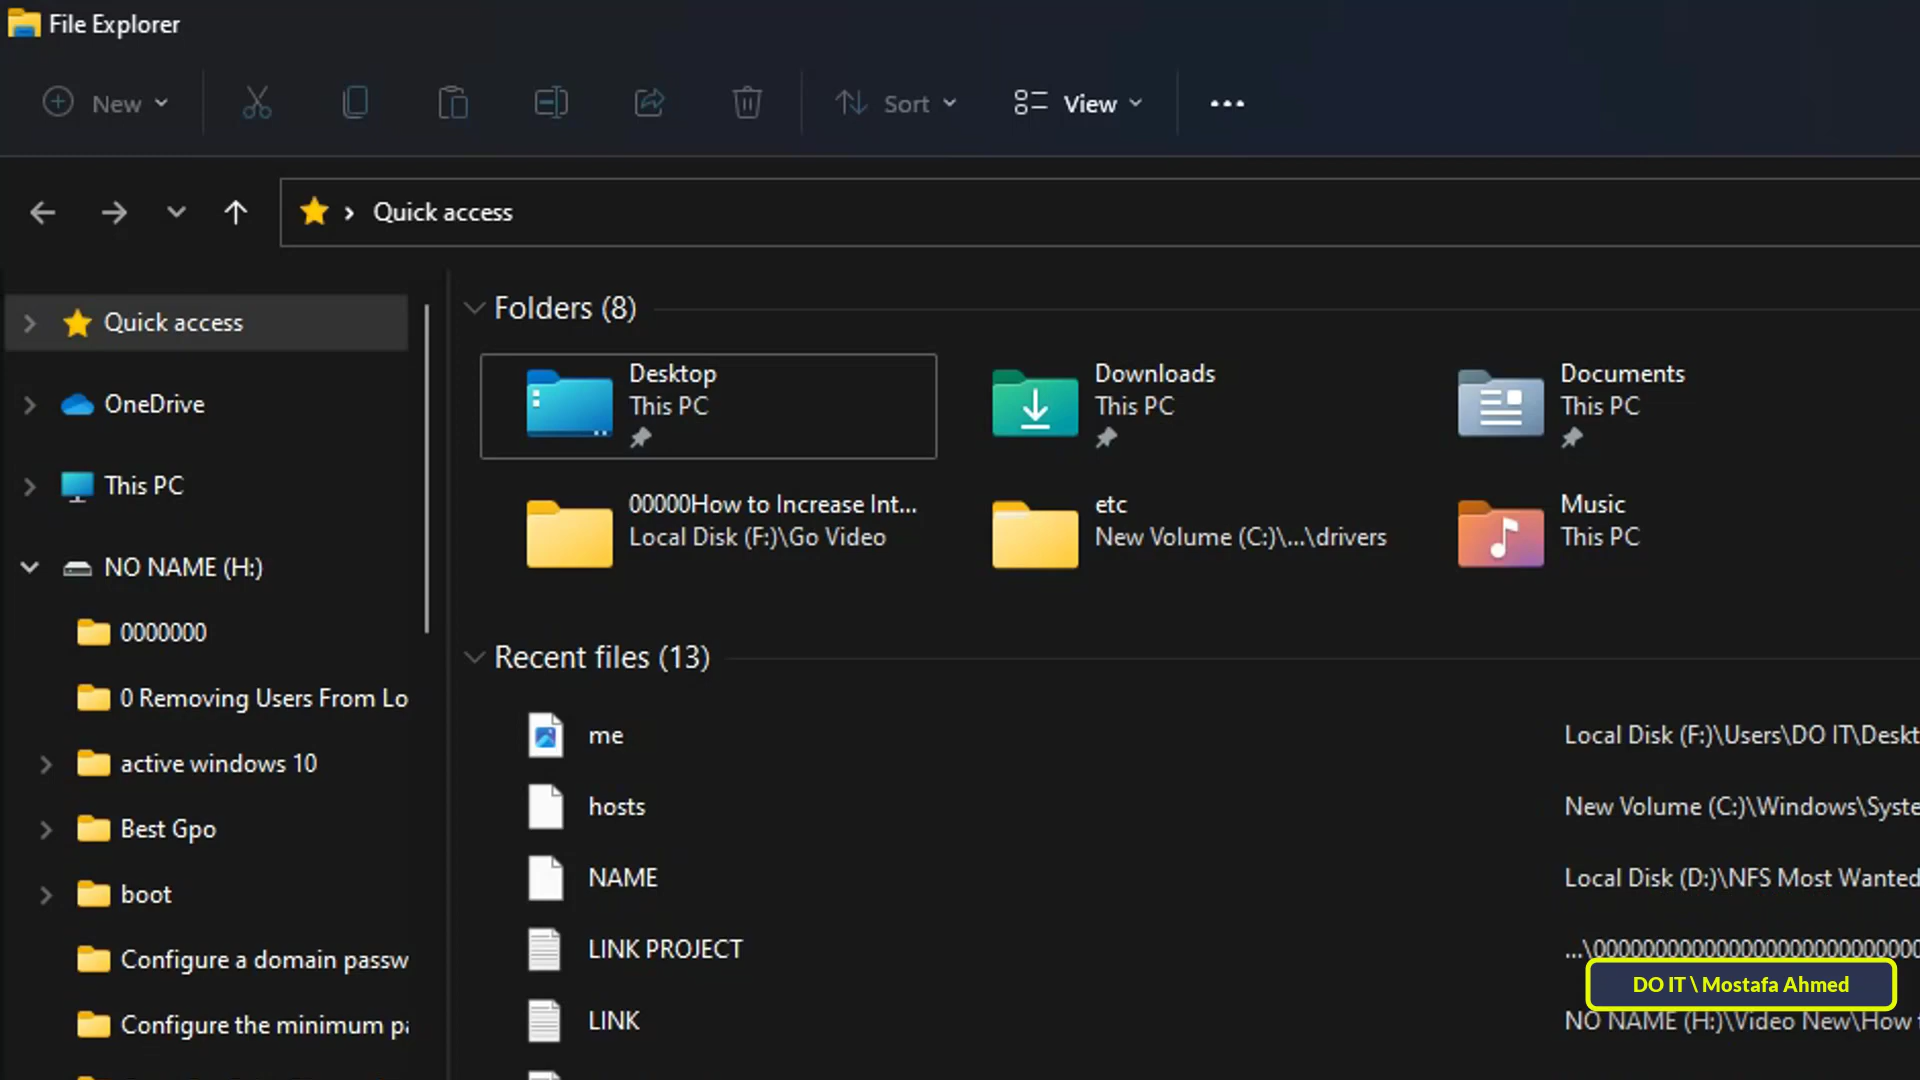 File Explorer
New
Sort
View
Quick access
Quick access
OneDrive
This PC
NO NAME (H:)
0000000
0 Removing Users From Lo
active windows 10
Best Gpo
boot
Configure a domain passw
Configure the minimum pa
Folders (8)
Desktop
This PC
Downloads
This PC
Documents
This PC
00000How to Increase Int...
Local Disk (F:)\Go Video
etc
New Volume (C:)\...\drivers
Music
This PC
Recent files (13)
me
Local Disk (F:)\Users\DO IT\Deskt
hosts
New Volume (C:)\Windows\Syste
NAME
Local Disk (D:)\NFS Most Wanted
LINK PROJECT
DO IT \ Mostafa Ahmed
LINK
NO NAME (H:)\Video New\How